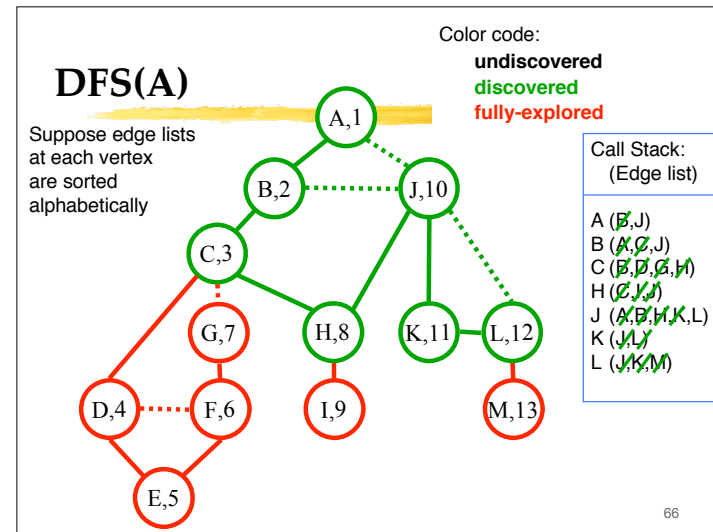 Color code:
undiscovered
discovered
fully-explored
DFS(A)
Suppose edge lists
at each vertex
are sorted
alphabetically
A,1
B,2
J,10
C,3
G,7
H,8
K,11
L,12
D,4
F,6
I,9
M,13
E,5
Call Stack:
(Edge list)
A (B,J)
B (A,C,J)
C (B,D,G,H)
H (C,I,J)
J (A,B,H,K,L)
K (J,L)
L (J,K,M)
66